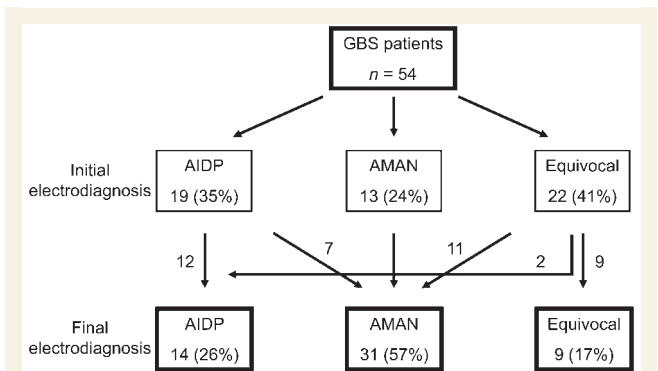 GBS patients
n = 54
Initial
electrodiagnosis
AIDP
19 (35%)
AMAN
13 (24%)
Equivocal
22 (41%)
12
7
11
2
9
Final
electrodiagnosis
AIDP
14 (26%)
AMAN
31 (57%)
Equivocal
9 (17%)